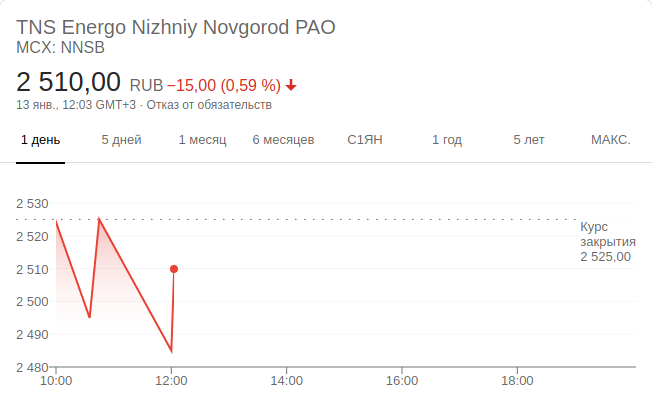 TNS Energo Nizhniy Novgorod PAO
MCX: NNSB
2 510,00 RUB −15,00 (0,59 %)
13 янв., 12:03 GMT+3 · Отказ от обязательств
1 день 5 дней 1 месяц 6 месяцев С1ЯН 1 год 5 лет МАКС.
2 530
2 520
2 510
2 500
2 490
2 480
Курс
закрытия
2 525,00
10:00 12:00 14:00 16:00 18:00